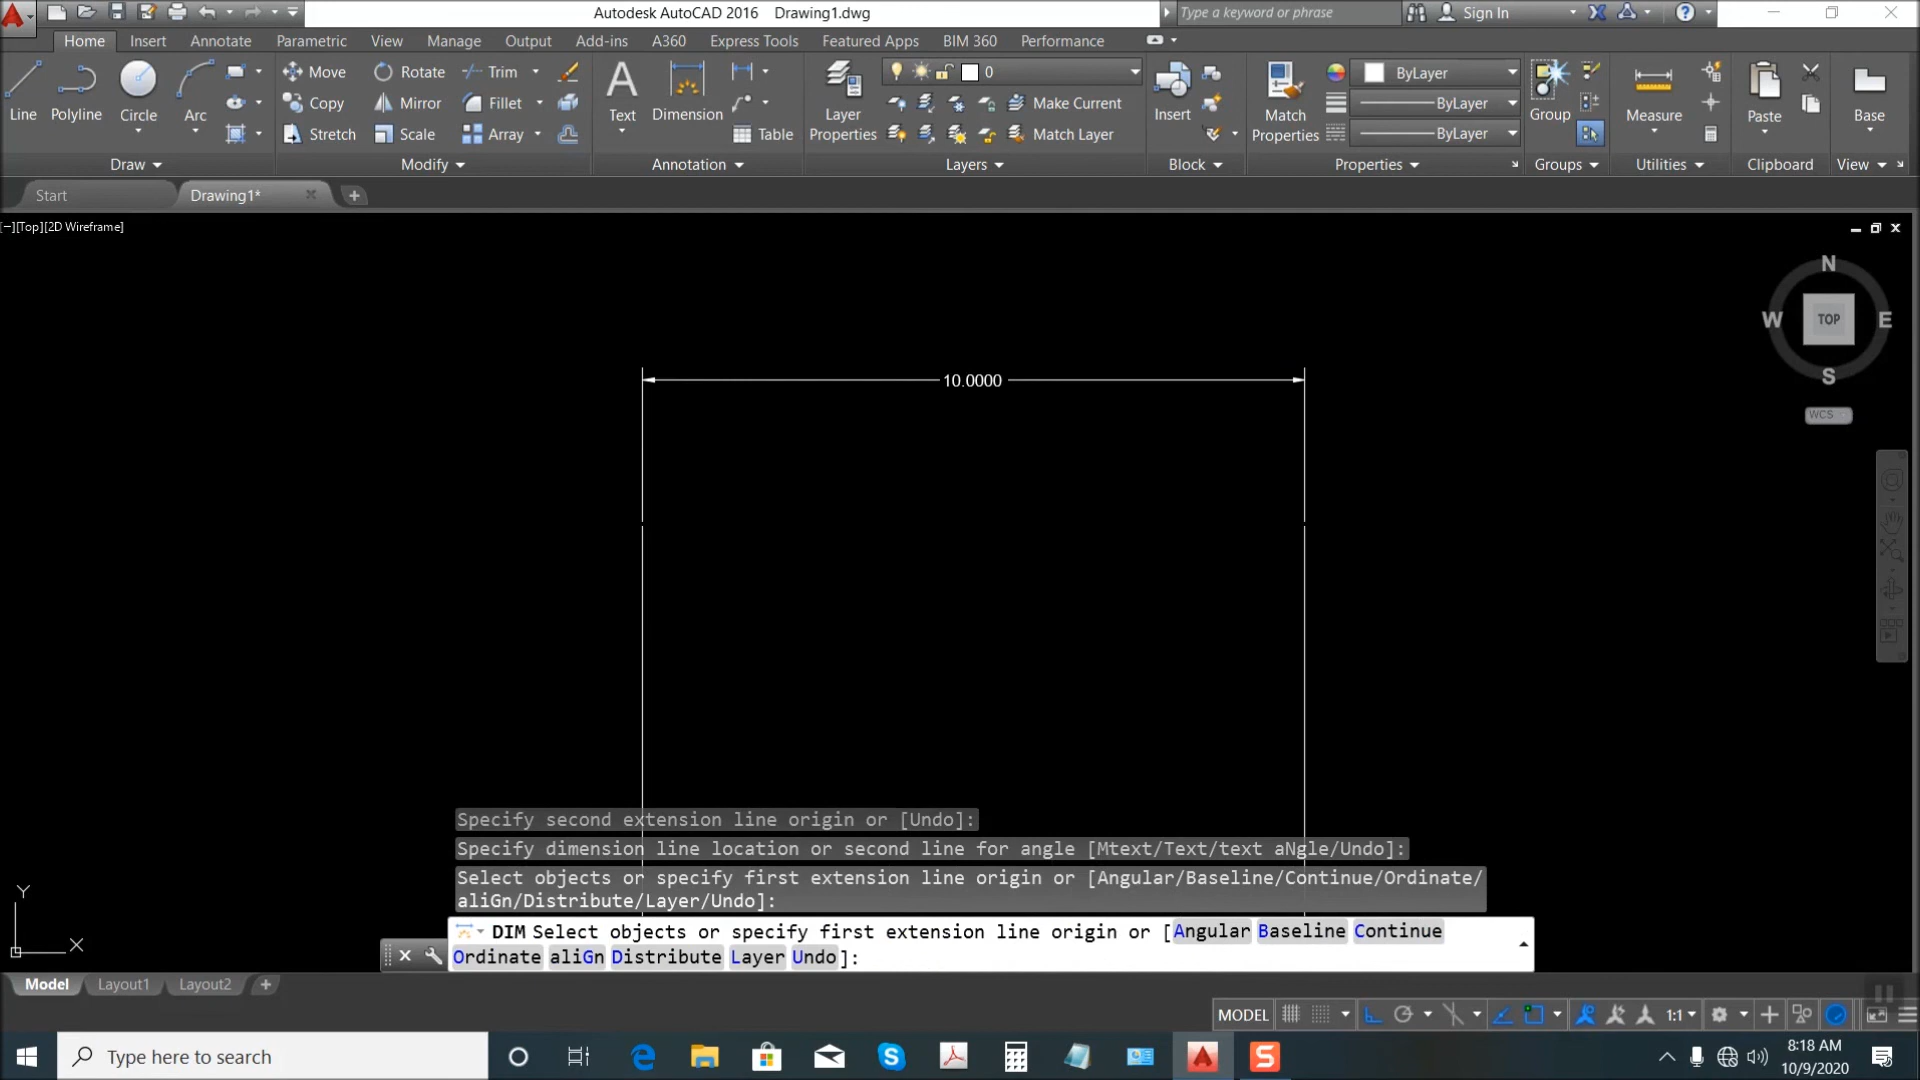 Autodesk AutoCAD 2016 Drawing1.dwg
Type a keyword or phrase
Sign In
Home Insert Annotate Parametric View Manage Output Add-ins A360 Express Tools Featured Apps BIM 360 Performance
Line Polyline Circle Arc
Move Rotate Trim
Copy Mirror Fillet
Stretch Scale Array
Text Dimension Table
Layer Properties
0
Make Current
Match Layer
Insert
Match Properties
ByLayer
ByLayer
ByLayer
Group Measure Paste Base
Draw Modify Annotation Layers Block Properties Groups Utilities Clipboard View
Start Drawing1*
[−][Top][2D Wireframe]
N
W TOP E
S
WCS
10.0000
Specify second extension line origin or [Undo]:
Specify dimension line location or second line for angle [Mtext/Text/text aNgle/Undo]:
Select objects or specify first extension line origin or [Angular/Baseline/Continue/Ordinate/
aliGn/Distribute/Layer/Undo]:
DIM Select objects or specify first extension line origin or [Angular Baseline Continue
Ordinate aliGn Distribute Layer Undo]:
Y
X
Model Layout1 Layout2
MODEL 1:1
Type here to search
8:18 AM
10/9/2020